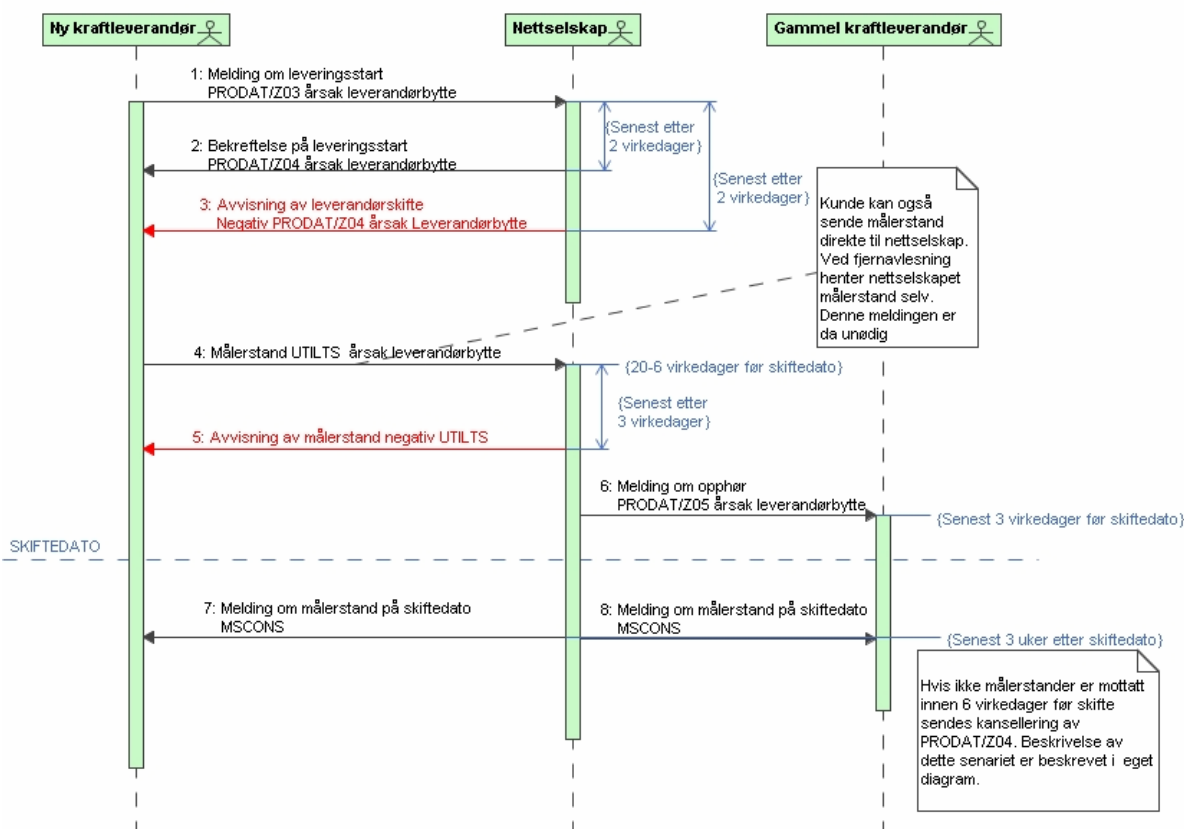 Ny kraftleverandør
Nettselskap
Gammel kraftleverandør
1: Melding om leveringsstart
PRODAT/Z03 årsak leverandørbytte
{Senest etter
2 virkedager}
2: Bekreftelse på leveringsstart
PRODAT/Z04 årsak leverandørbytte
{Senest etter
2 virkedager}
3: Avvisning av leverandørskifte
Negativ PRODAT/Z04 årsak Leverandørbytte
Kunde kan også
sende målerstand
direkte til nettselskap.
Ved fjernavlesning
henter nettselskapet
målerstand selv.
Denne meldingen er
da unødig
4: Målerstand UTILTS årsak leverandørbytte
{20-6 virkedager før skiftedato}
{Senest etter
3 virkedager}
5: Avvisning av målerstand negativ UTILTS
6: Melding om opphør
PRODAT/Z05 årsak leverandørbytte
{Senest 3 virkedager før skiftedato}
SKIFTEDATO
7: Melding om målerstand på skiftedato
MSCONS
8: Melding om målerstand på skiftedato
MSCONS
{Senest 3 uker etter skiftedato}
Hvis ikke målerstander er mottatt
innen 6 virkedager før skifte
sendes kansellering av
PRODAT/Z04. Beskrivelse av
dette senariet er beskrevet i eget
diagram.